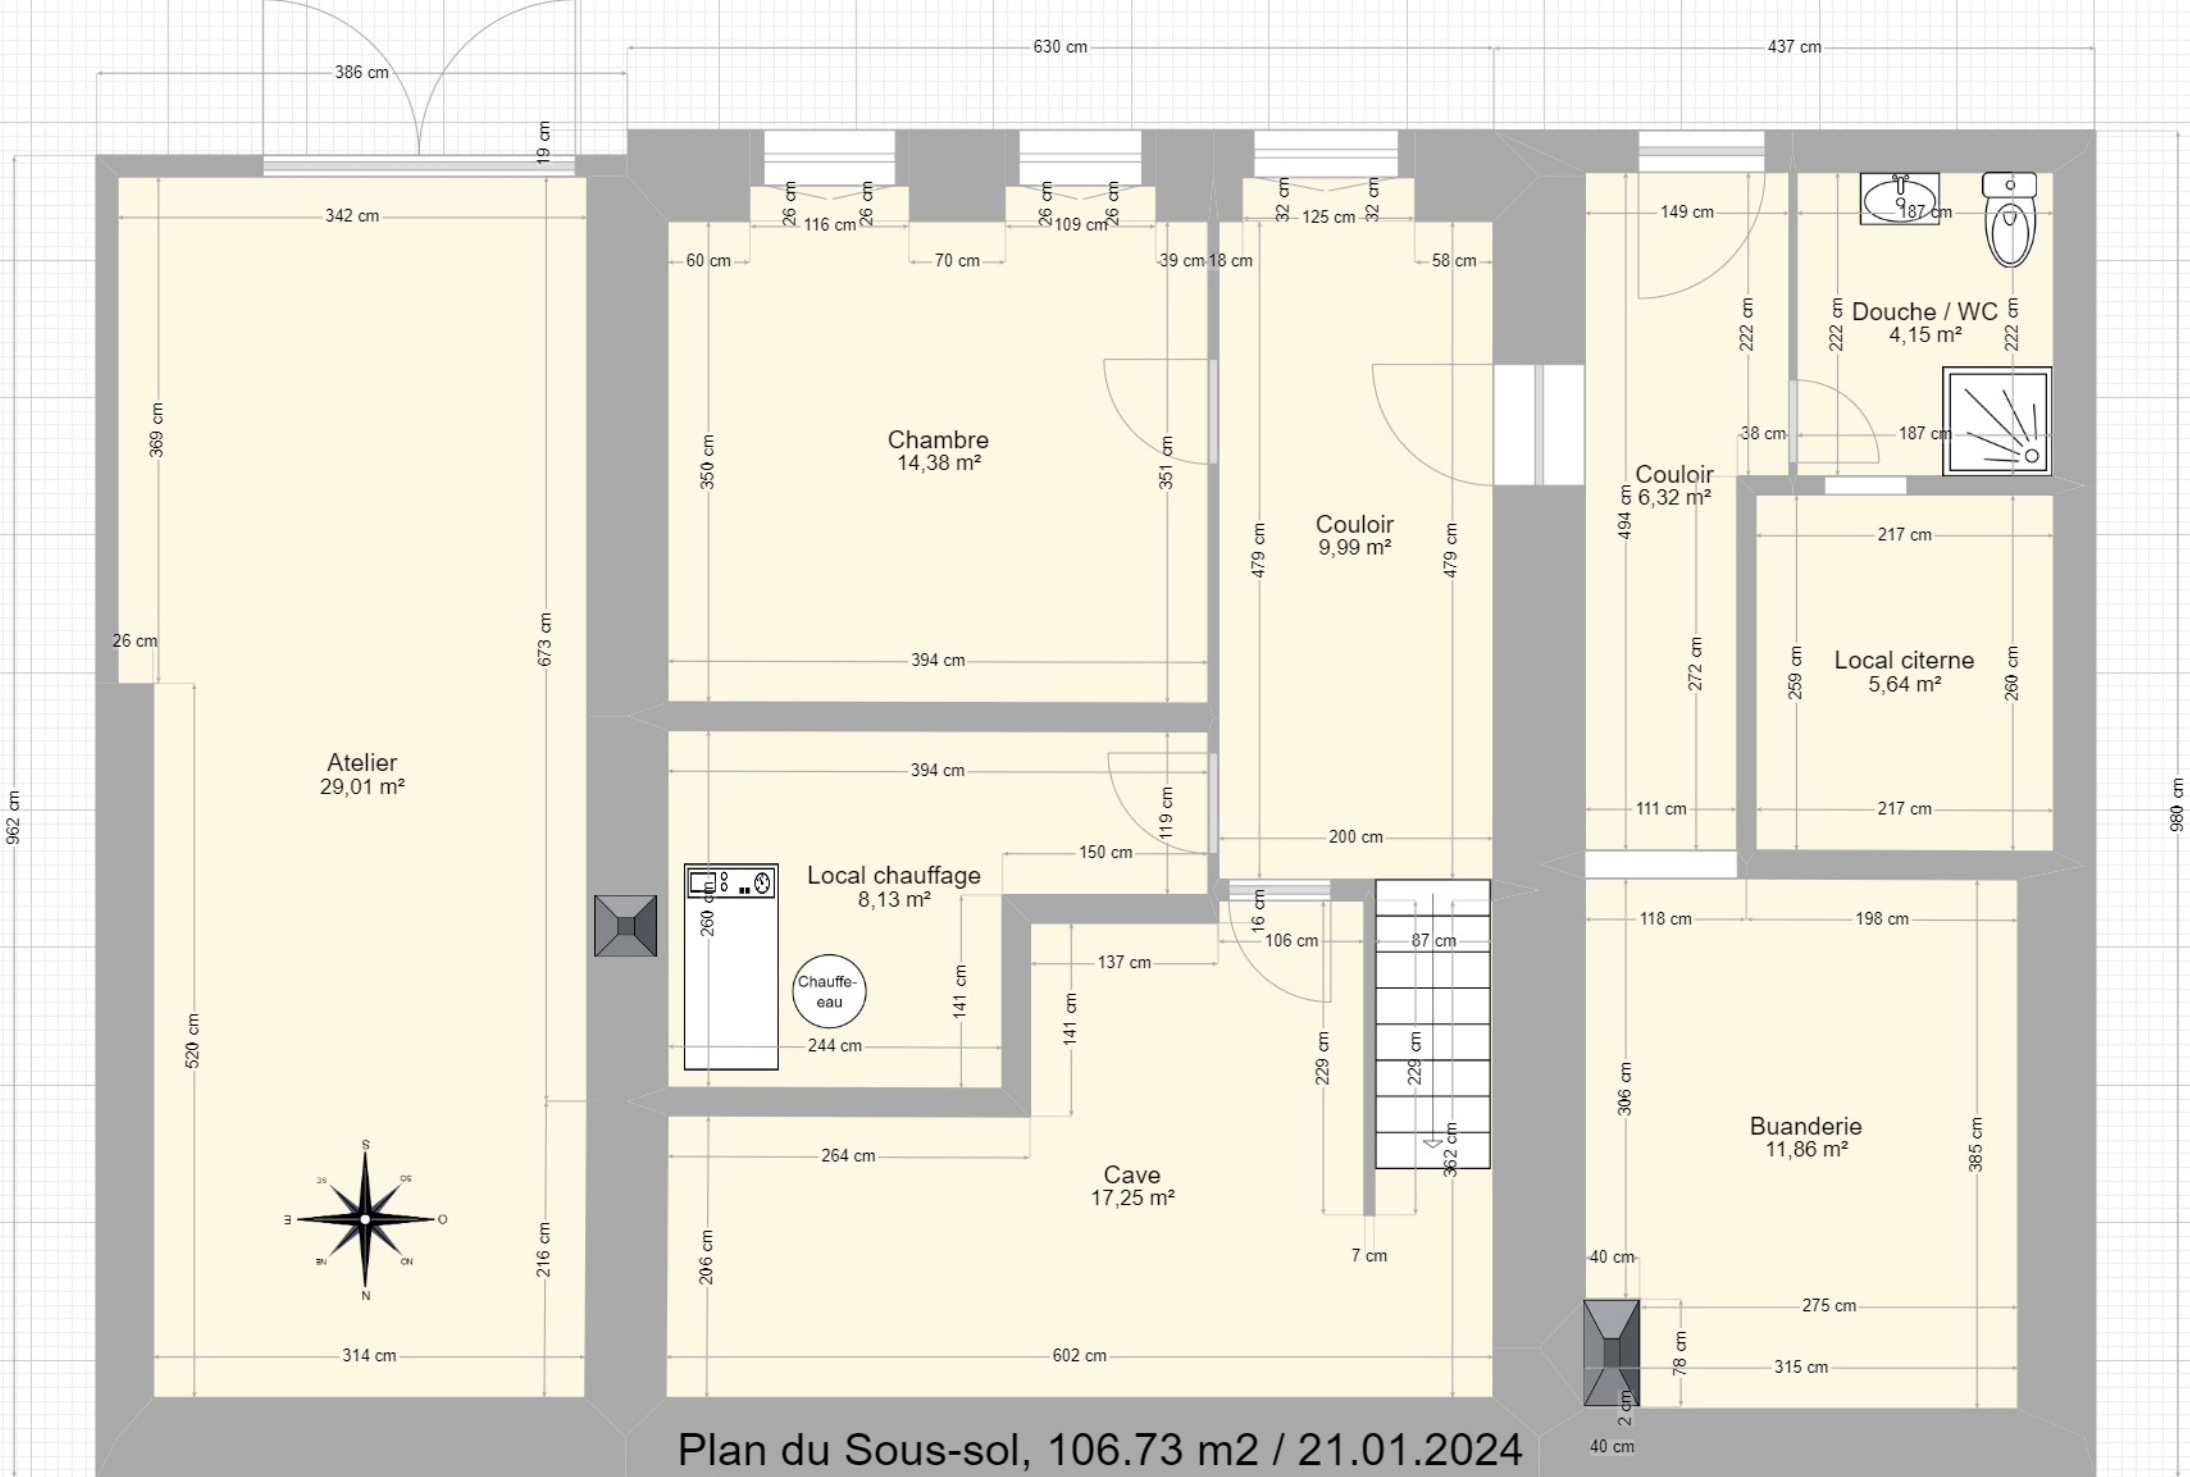 630 cm
437 cm
386 cm
19 cm
342 cm
26 cm
26 cm
116 cm
26 cm
26 cm
109 cm
32 cm
32 cm
125 cm
149 cm
187 cm
60 cm
70 cm
39 cm
18 cm
58 cm
222 cm
222 cm
222 cm
Douche / WC
4,15 m²
369 cm
Chambre
14,38 m²
350 cm
351 cm
38 cm
187 cm
Couloir
6,32 m²
494 cm
Couloir
9,99 m²
479 cm
479 cm
217 cm
26 cm
673 cm
394 cm
272 cm
259 cm
Local citerne
5,64 m²
260 cm
Atelier
29,01 m²
394 cm
119 cm
111 cm
217 cm
962 cm
980 cm
200 cm
150 cm
Local chauffage
8,13 m²
260 cm
16 cm
106 cm
87 cm
118 cm
198 cm
137 cm
Chauffe-
eau
141 cm
141 cm
520 cm
244 cm
229 cm
229 cm
306 cm
Buanderie
11,86 m²
385 cm
264 cm
362 cm
Cave
17,25 m²
S
SE
SO
E
O
NE
NO
N
216 cm
206 cm
7 cm
40 cm
275 cm
314 cm
602 cm
78 cm
315 cm
2 cm
40 cm
Plan du Sous-sol, 106.73 m2 / 21.01.2024